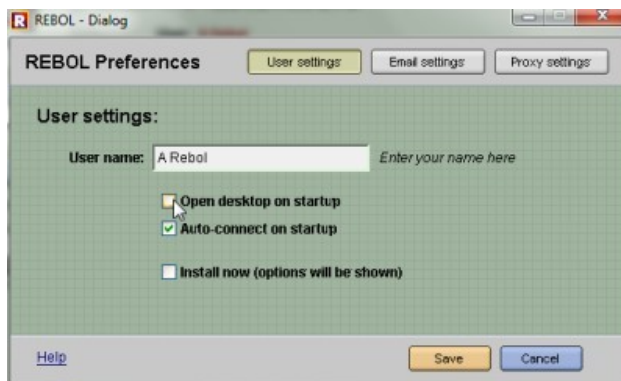 REBOL - Dialog
REBOL Preferences User settings Email settings Proxy settings
User settings:
User name: A Rebol Enter your name here
Open desktop on startup
Auto-connect on startup
Install now (options will be shown)
Help Save Cancel